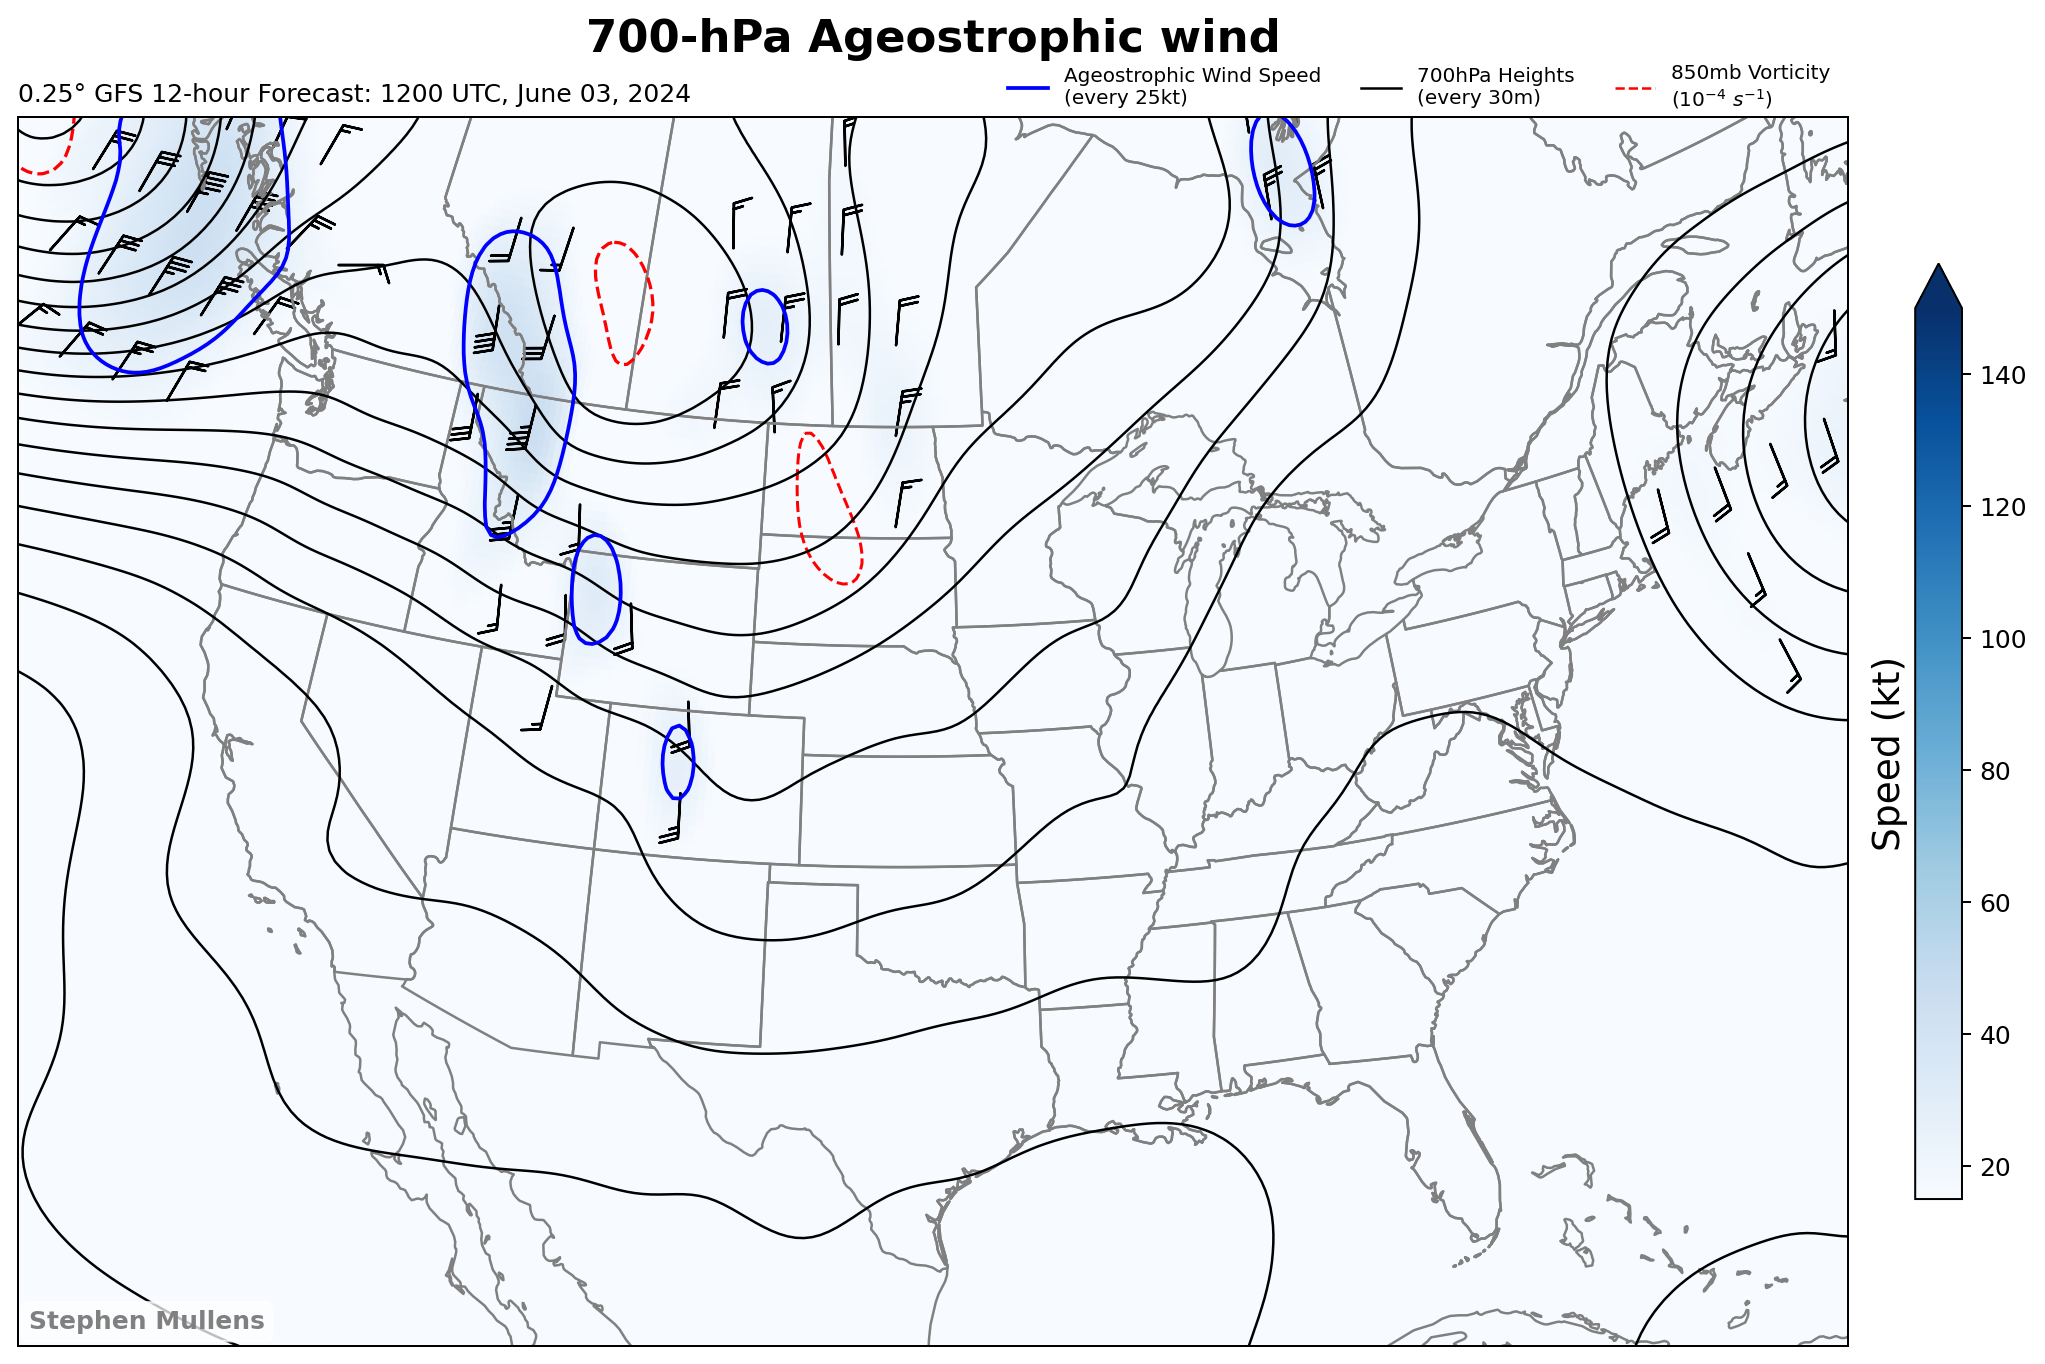 700-hPa Ageostrophic wind
0.25° GFS 12-hour Forecast: 1200 UTC, June 03, 2024
Ageostrophic Wind Speed
(every 25kt)
700hPa Heights
(every 30m)
850mb Vorticity
(10⁻⁴ s⁻¹)
140
120
100
80
60
40
20
Speed (kt)
Stephen Mullens